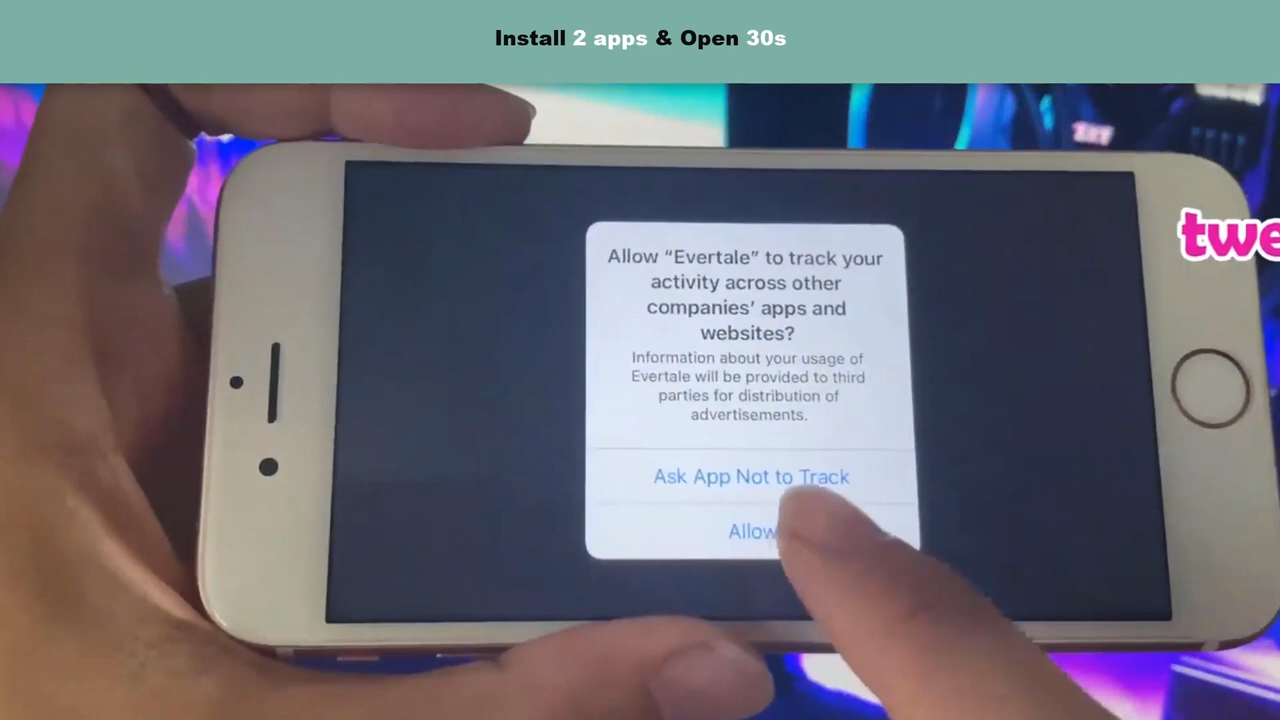 Install 2 apps & Open 30s
Allow “Evertale” to track your
activity across other
companies’ apps and
websites?
Information about your usage of
Evertale will be provided to third
parties for distribution of
advertisements.
Ask App Not to Track
Allow
twe